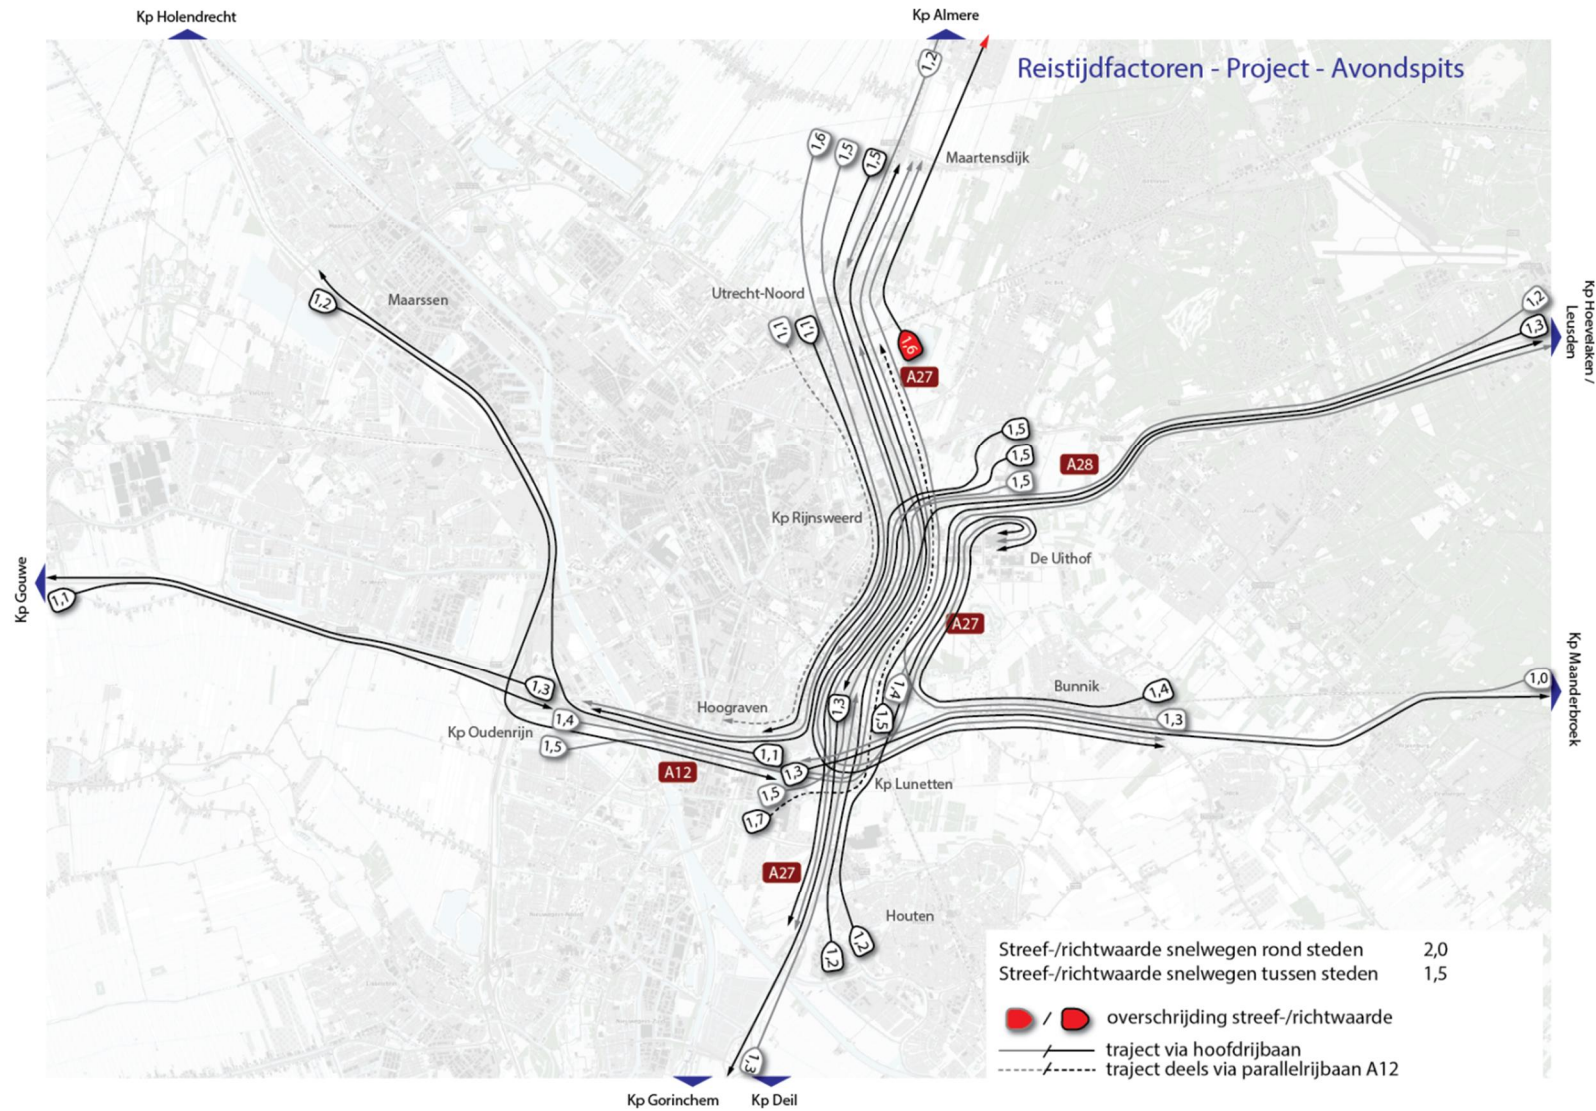 Kp Holendrecht
Kp Almere
Reistijdfactoren - Project - Avondspits
1,2
1,6
1,5
1,5
Maartensdijk
Kp Hoevelaken /
Leusden
1,2
1,3
1,2
Maarssen
Utrecht-Noord
1,1
1,1
1,6
A27
1,5
1,5
A28
1,5
Kp Rijnsweerd
De Uithof
Kp Gouwe
1,1
A27
Kp Maanderbroek
1,0
Bunnik
1,4
1,3
1,3
1,4
1,5
Kp Oudenrijn
Hoograven
1,3
1,4
1,5
1,1
1,3
1,5
1,7
A12
Kp Lunetten
A27
Houten
1,2
1,2
1,3
Kp Gorinchem
Kp Deil
Streef-/richtwaarde snelwegen rond steden 2,0
Streef-/richtwaarde snelwegen tussen steden 1,5
/ overschrijding streef-/richtwaarde
traject via hoofdrijbaan
traject deels via parallelrijbaan A12